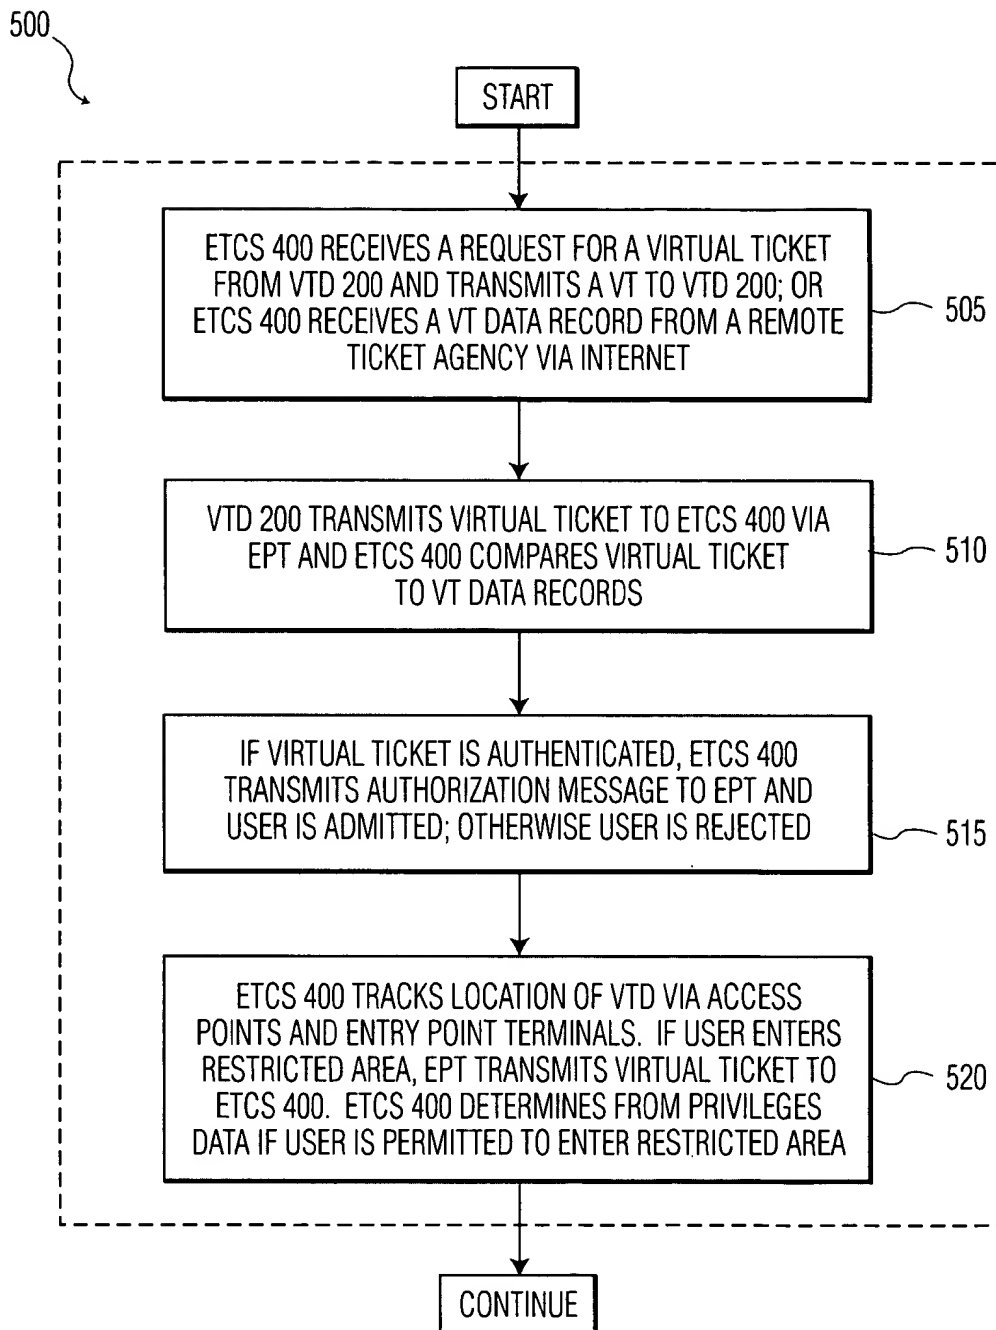 500
START
ETCS 400 RECEIVES A REQUEST FOR A VIRTUAL TICKET
FROM VTD 200 AND TRANSMITS A VT TO VTD 200; OR
ETCS 400 RECEIVES A VT DATA RECORD FROM A REMOTE
TICKET AGENCY VIA INTERNET
505
VTD 200 TRANSMITS VIRTUAL TICKET TO ETCS 400 VIA
EPT AND ETCS 400 COMPARES VIRTUAL TICKET
TO VT DATA RECORDS
510
IF VIRTUAL TICKET IS AUTHENTICATED, ETCS 400
TRANSMITS AUTHORIZATION MESSAGE TO EPT AND
USER IS ADMITTED; OTHERWISE USER IS REJECTED
515
ETCS 400 TRACKS LOCATION OF VTD VIA ACCESS
POINTS AND ENTRY POINT TERMINALS. IF USER ENTERS
RESTRICTED AREA, EPT TRANSMITS VIRTUAL TICKET TO
ETCS 400. ETCS 400 DETERMINES FROM PRIVILEGES
DATA IF USER IS PERMITTED TO ENTER RESTRICTED AREA
520
CONTINUE